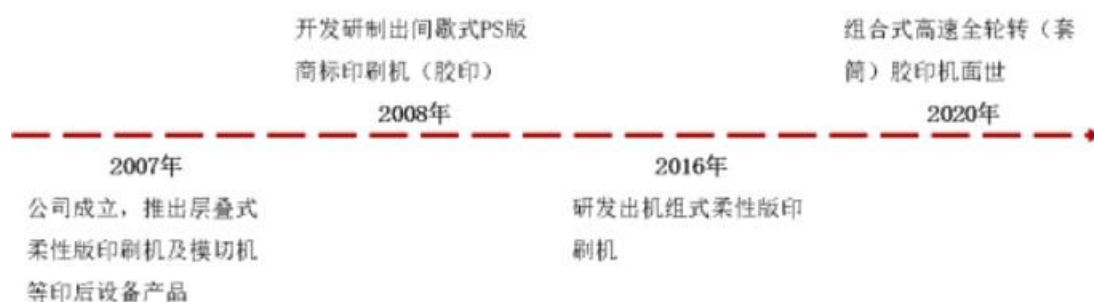 开发研制出间歇式PS版
商标印刷机（胶印）
2008年
组合式高速全轮转（套
筒）胶印机面世
2020年
2007年
公司成立，推出层叠式
柔性版印刷机及模切机
等印后设备产品
2016年
研发出机组式柔性版印
刷机